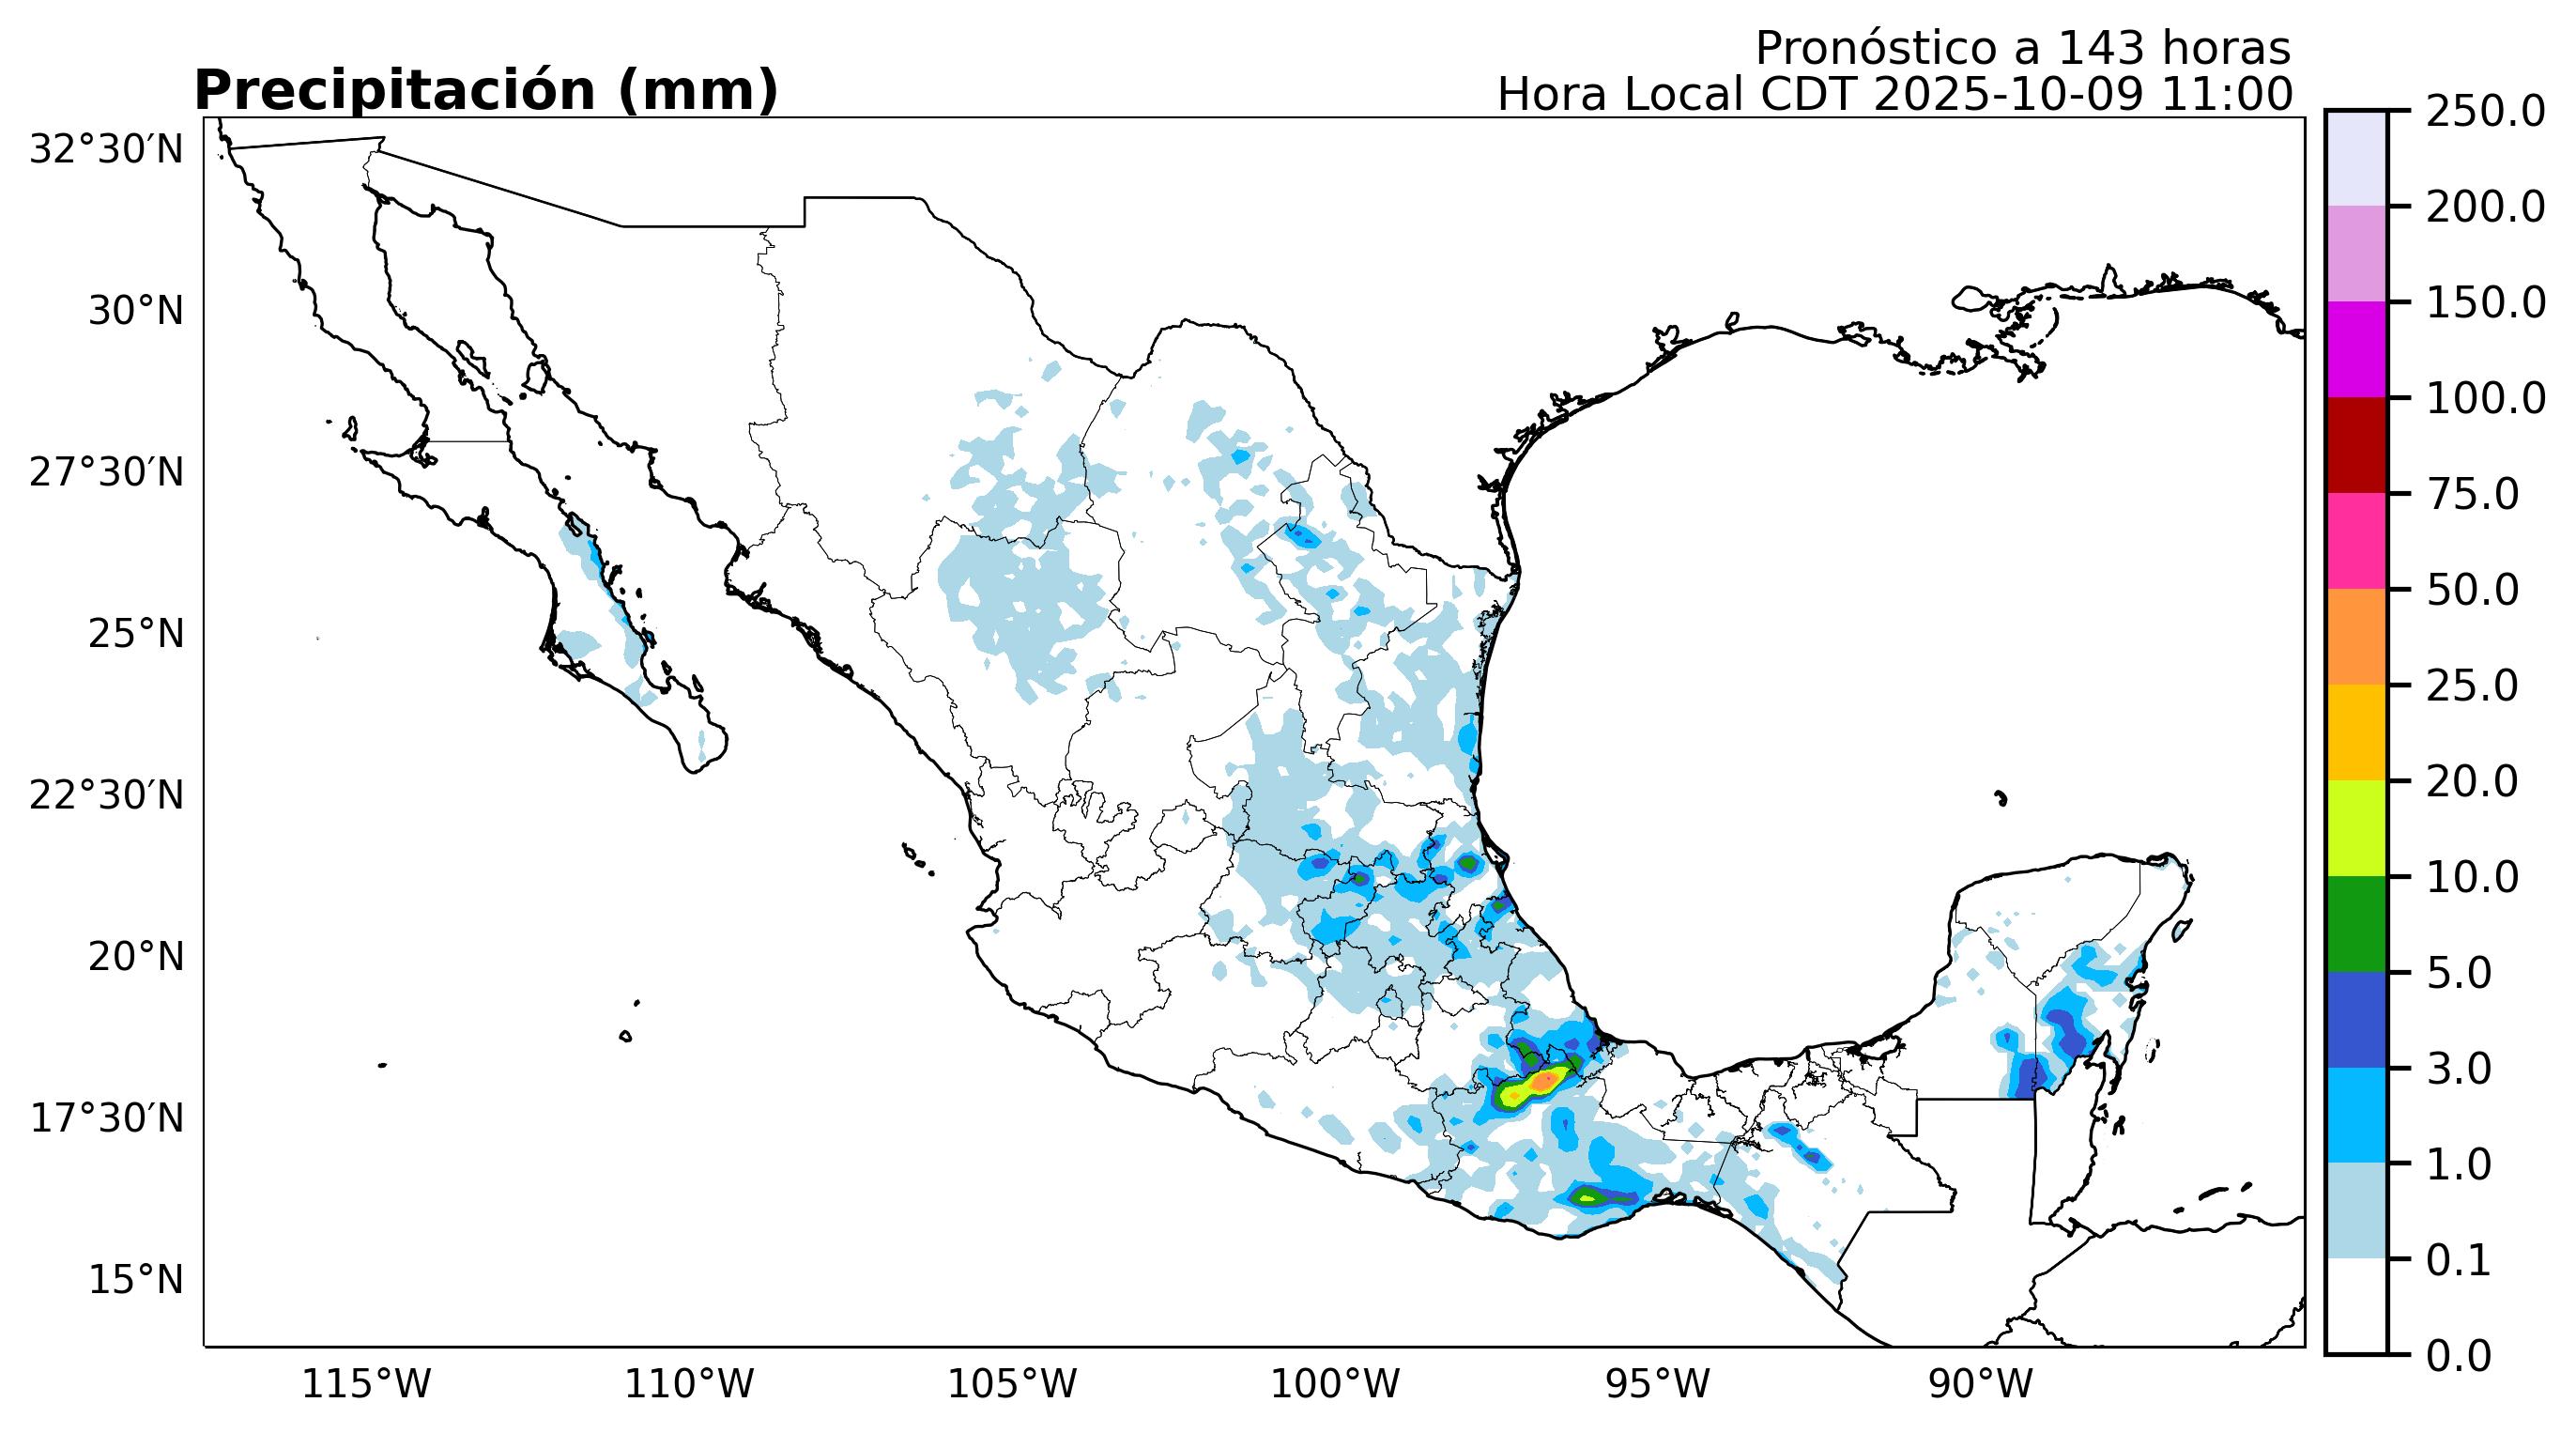 Pronóstico a 143 horas
Precipitación (mm)
Hora Local CDT 2025-10-09 11:00
32°30′N
30°N
27°30′N
25°N
22°30′N
20°N
17°30′N
15°N
115°W
110°W
105°W
100°W
95°W
90°W
250.0
200.0
150.0
100.0
75.0
50.0
25.0
20.0
10.0
5.0
3.0
1.0
0.1
0.0